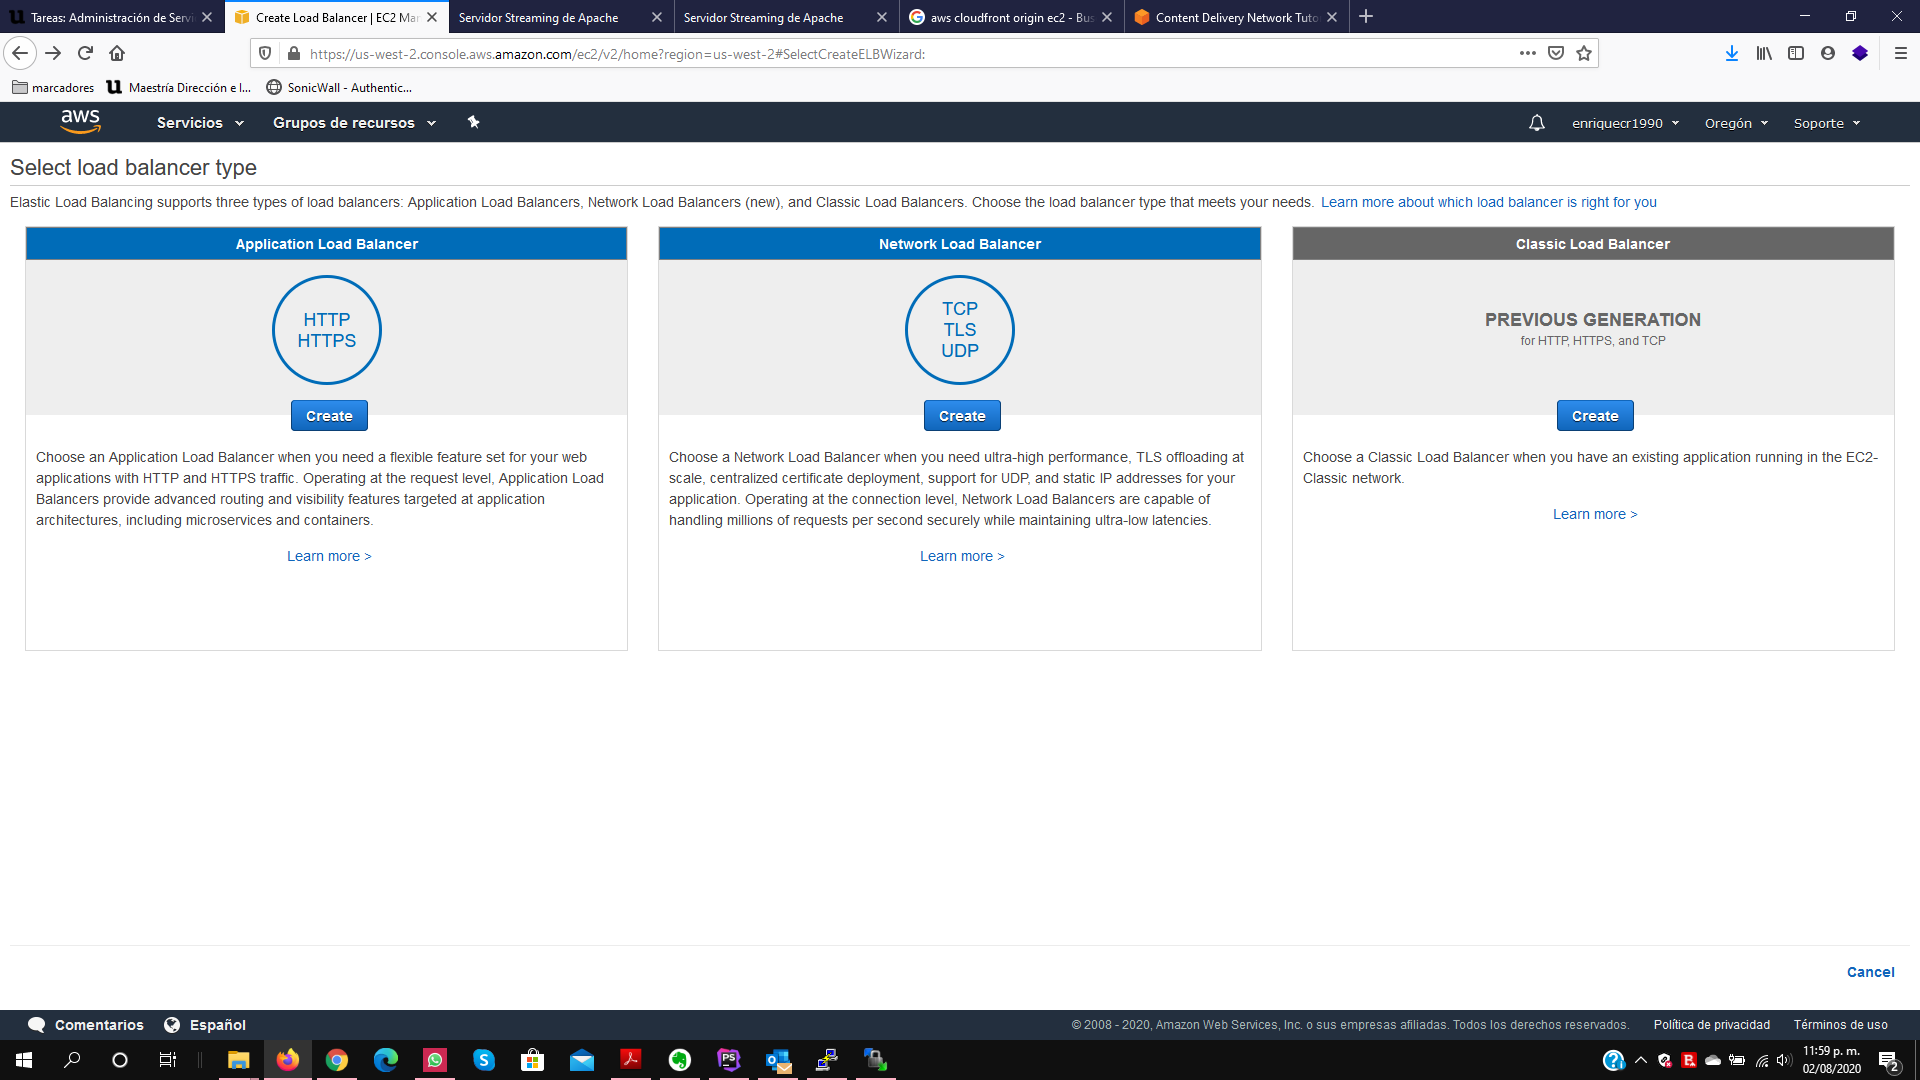 Tareas: Administración de Servi
Create Load Balancer | EC2 Mar
Servidor Streaming de Apache
Servidor Streaming de Apache
aws cloudfront origin ec2 - Bus
Content Delivery Network Tuto
https://us-west-2.console.aws.amazon.com/ec2/v2/home?region=us-west-2#SelectCreateELBWizard:
marcadores
Maestría Dirección e I...
SonicWall - Authentic...
aws
Servicios
Grupos de recursos
enriquecr1990
Oregón
Soporte
Select load balancer type
Elastic Load Balancing supports three types of load balancers: Application Load Balancers, Network Load Balancers (new), and Classic Load Balancers. Choose the load balancer type that meets your needs. Learn more about which load balancer is right for you
Application Load Balancer
HTTP
HTTPS
Create
Choose an Application Load Balancer when you need a flexible feature set for your web
applications with HTTP and HTTPS traffic. Operating at the request level, Application Load
Balancers provide advanced routing and visibility features targeted at application
architectures, including microservices and containers.
Learn more >
Network Load Balancer
TCP
TLS
UDP
Create
Choose a Network Load Balancer when you need ultra-high performance, TLS offloading at
scale, centralized certificate deployment, support for UDP, and static IP addresses for your
application. Operating at the connection level, Network Load Balancers are capable of
handling millions of requests per second securely while maintaining ultra-low latencies.
Learn more >
Classic Load Balancer
PREVIOUS GENERATION
for HTTP, HTTPS, and TCP
Create
Choose a Classic Load Balancer when you have an existing application running in the EC2-
Classic network.
Learn more >
Cancel
Comentarios
Español
© 2008 - 2020, Amazon Web Services, Inc. o sus empresas afiliadas. Todos los derechos reservados.
Política de privacidad
Términos de uso
11:59 p. m.
02/08/2020
2